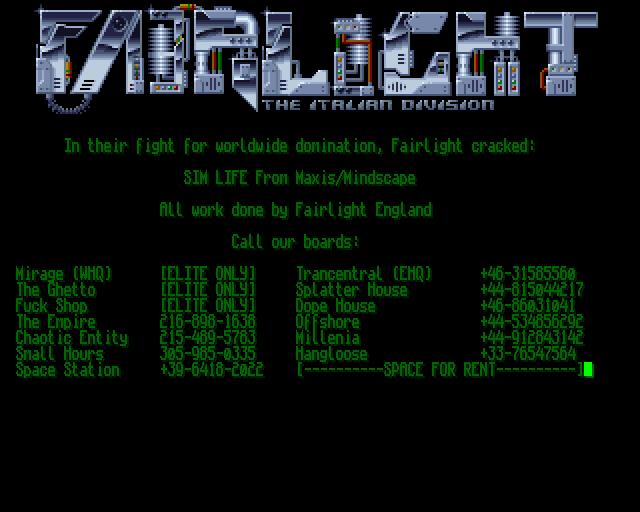 FAIRLIGHT
THE ITALIAN DIVISION
In their fight for worldwide domination, Fairlight cracked:
SIM LIFE From Maxis/Mindscape
All work done by Fairlight England
Call our boards:
Mirage (WHQ) [ELITE ONLY] Trancentral (EHQ) +46-31585560
The Ghetto [ELITE ONLY] Splatter House +44-815044217
Fuck Shop [ELITE ONLY] Dope House +46-86031041
The Empire 216-898-1638 Offshore +44-534856292
Chaotic Entity 215-489-5783 Millenia +44-912843142
Small Hours 305-985-0335 Hangloose +33-76547564
Space Station +39-6418-2022 [----------SPACE FOR RENT----------]